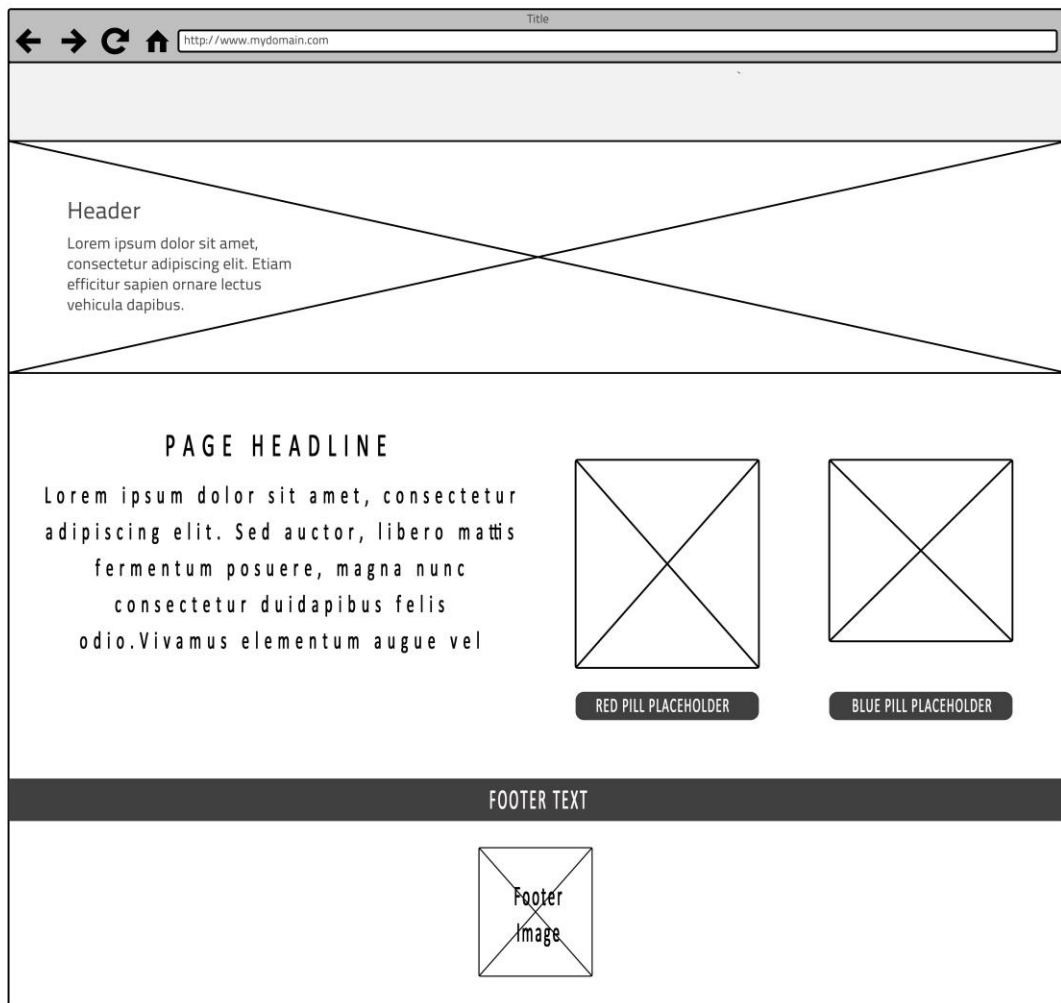 Title
http://www.mydomain.com
Header
Lorem ipsum dolor sit amet,
consectetur adipiscing elit. Etiam
efficitur sapien ornare lectus
vehicula dapibus.
PAGE HEADLINE
Lorem ipsum dolor sit amet, consectetur
adipiscing elit. Sed auctor, libero mattis
fermentum posuere, magna nunc
consectetur duidapibus felis
odio.Vivamus elementum augue vel
RED PILL PLACEHOLDER
BLUE PILL PLACEHOLDER
FOOTER TEXT
Footer
Image